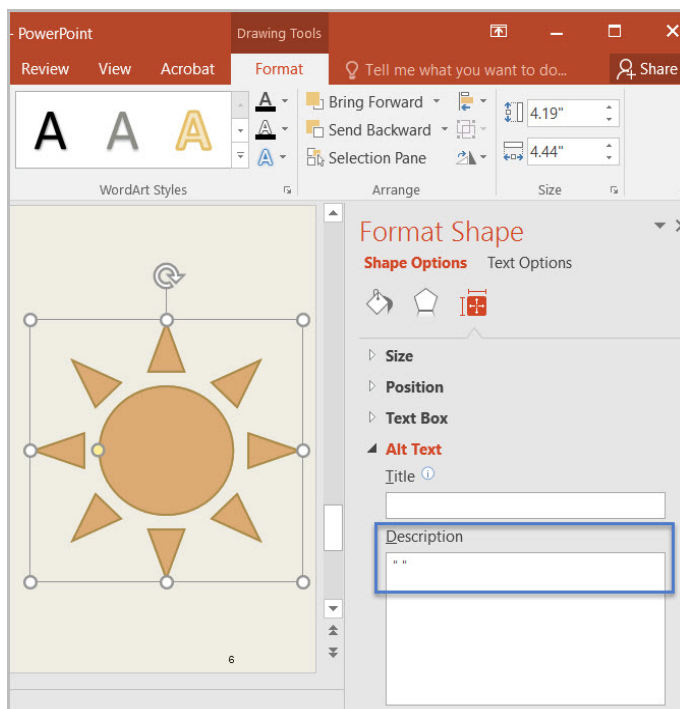 - PowerPoint
Drawing Tools
Review View Acrobat Format Tell me what you want to do... Share
A A A
A
A
A
Bring Forward
Send Backward
Selection Pane
4.19"
4.44"
WordArt Styles Arrange Size
Format Shape
Shape Options Text Options
Size
Position
Text Box
Alt Text
Title
Description
" "
6